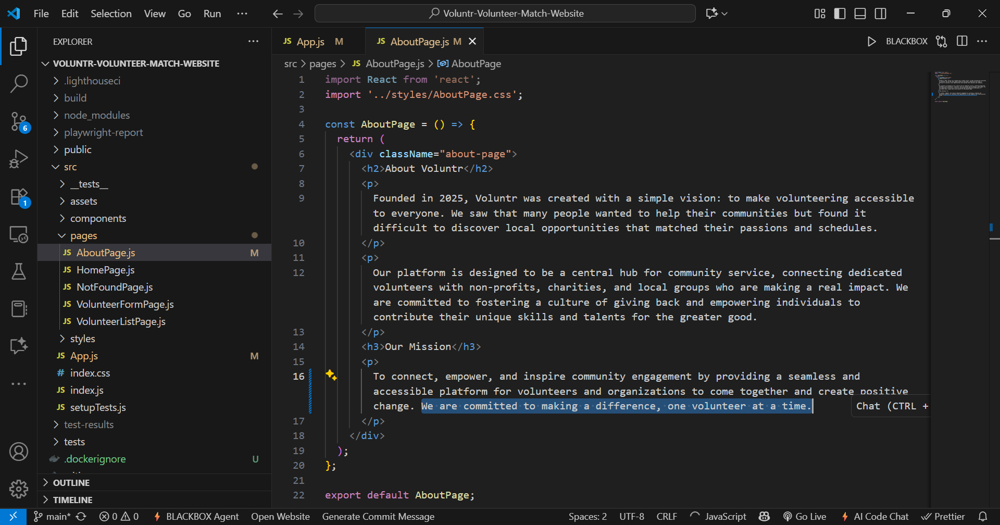 File Edit Selection View Go Run ···
Voluntr-Volunteer-Match-Website
EXPLORER ···
VOLUNTR-VOLUNTEER-MATCH-WEBSITE
.lighthouseci
build
node_modules
playwright-report
public
src
__tests__
assets
components
pages
JS AboutPage.js M
JS HomePage.js
JS NotFoundPage.js
JS VolunteerFormPage.js
JS VolunteerListPage.js
styles
JS App.js M
# index.css
JS index.js
JS setupTests.js
test-results
tests
.dockerignore U
OUTLINE
TIMELINE
6
1
JS App.js M JS AboutPage.js M
BLACKBOX ···
src > pages > JS AboutPage.js > AboutPage
1 import React from 'react';
2 import '../styles/AboutPage.css';
3
4 const AboutPage = () => {
5 return (
6 <div className="about-page">
7 <h2>About Voluntr</h2>
8 <p>
9 Founded in 2025, Voluntr was created with a simple vision: to make volunteering accessible
to everyone. We saw that many people wanted to help their communities but found it
difficult to discover local opportunities that matched their passions and schedules.
10 </p>
11 <p>
12 Our platform is designed to be a central hub for community service, connecting dedicated
volunteers with non-profits, charities, and local groups who are making a real impact. We
are committed to fostering a culture of giving back and empowering individuals to
contribute their unique skills and talents for the greater good.
13 </p>
14 <h3>Our Mission</h3>
15 <p>
16 To connect, empower, and inspire community engagement by providing a seamless and
accessible platform for volunteers and organizations to come together and create positive
change. We are committed to making a difference, one volunteer at a time.
Chat (CTRL +
17 </p>
18 </div>
19 );
20 };
21
22 export default AboutPage;
main* 0 0 BLACKBOX Agent Open Website Generate Commit Message Spaces: 2 UTF-8 CRLF JavaScript Go Live AI Code Chat Prettier